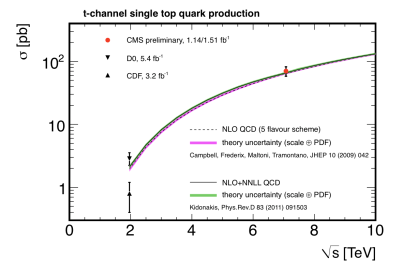 t-channel single top quark production
σ [pb]
10²
10
1
CMS preliminary, 1.14/1.51 fb⁻¹
D0, 5.4 fb⁻¹
CDF, 3.2 fb⁻¹
NLO QCD (5 flavour scheme)
theory uncertainty (scale ⊕ PDF)
Campbell, Frederix, Maltoni, Tramontano, JHEP 10 (2009) 042
NLO+NNLL QCD
theory uncertainty (scale ⊕ PDF)
Kidonakis, Phys.Rev.D 83 (2011) 091503
0 2 4 6 8 10
√s [TeV]